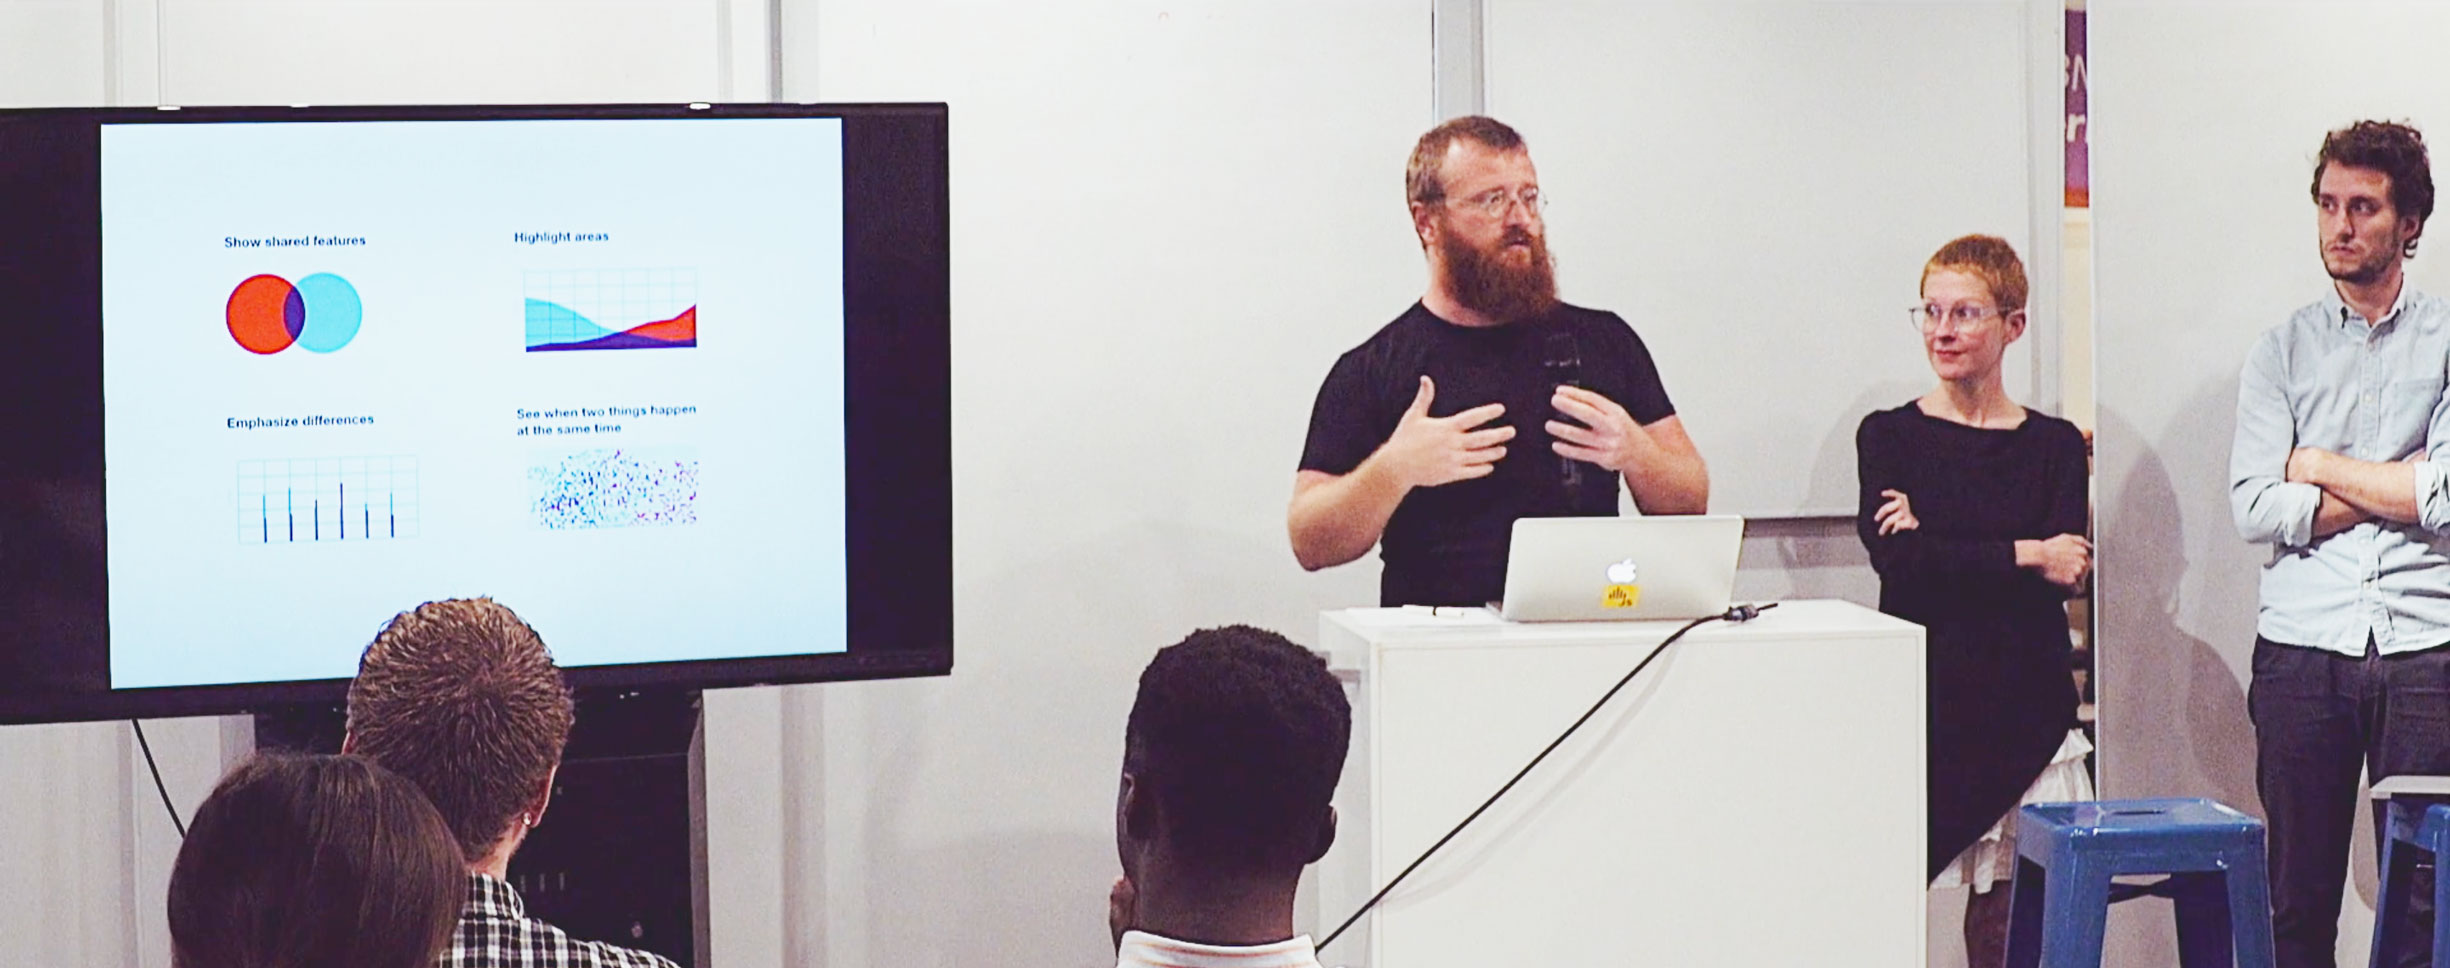 Show shared features
Highlight areas
Emphasize differences
See when two things happen
at the same time
JS